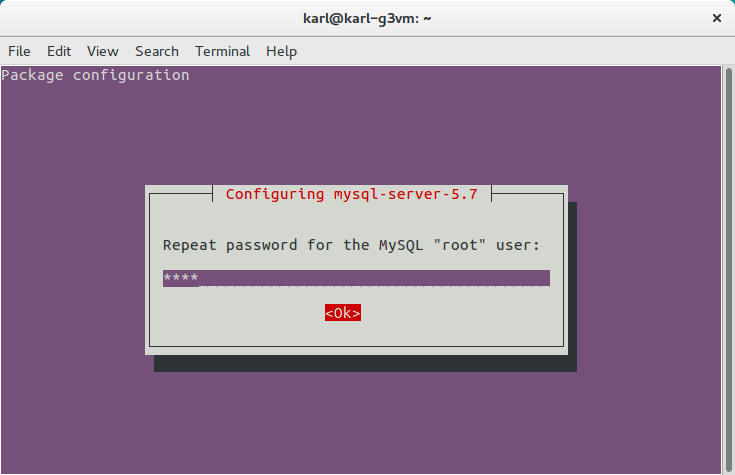 karl@karl-g3vm: ~
File Edit View Search Terminal Help
Package configuration
Configuring mysql-server-5.7
Repeat password for the MySQL "root" user:
****
<Ok>